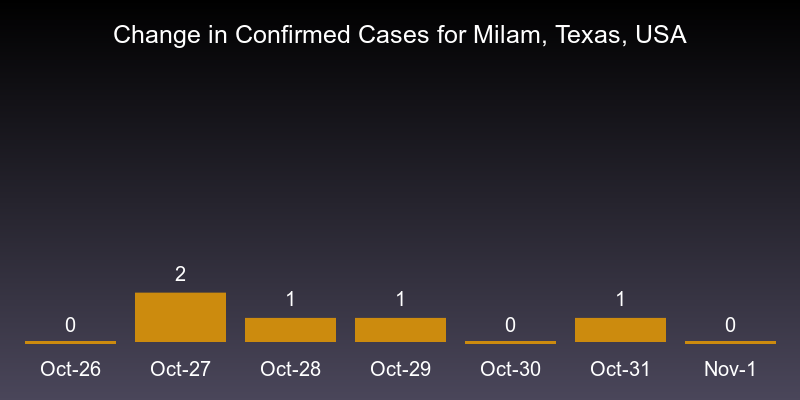 Change in Confirmed Cases for Milam, Texas, USA
0 2 1 1 0 1 0
Oct-26 Oct-27 Oct-28 Oct-29 Oct-30 Oct-31 Nov-1